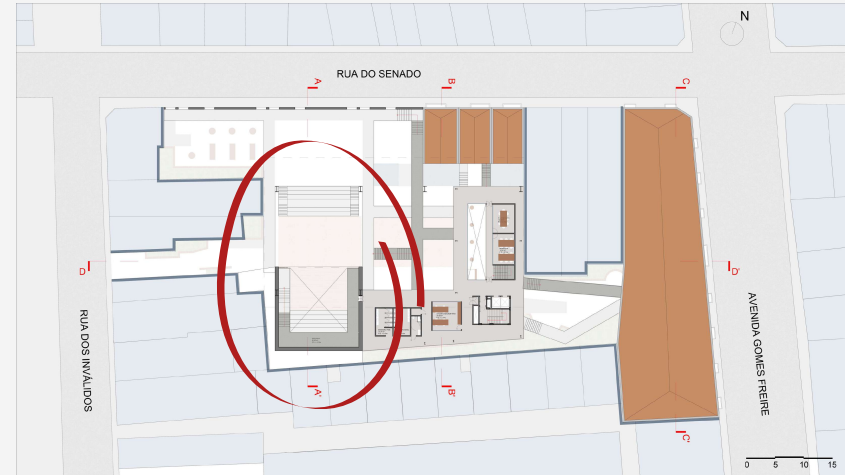 N
RUA DO SENADO
A
B
C
D
D'
RUA DOS INVÁLIDOS
AVENIDA GOMES FREIRE
A'
B'
C'
0 5 10 15